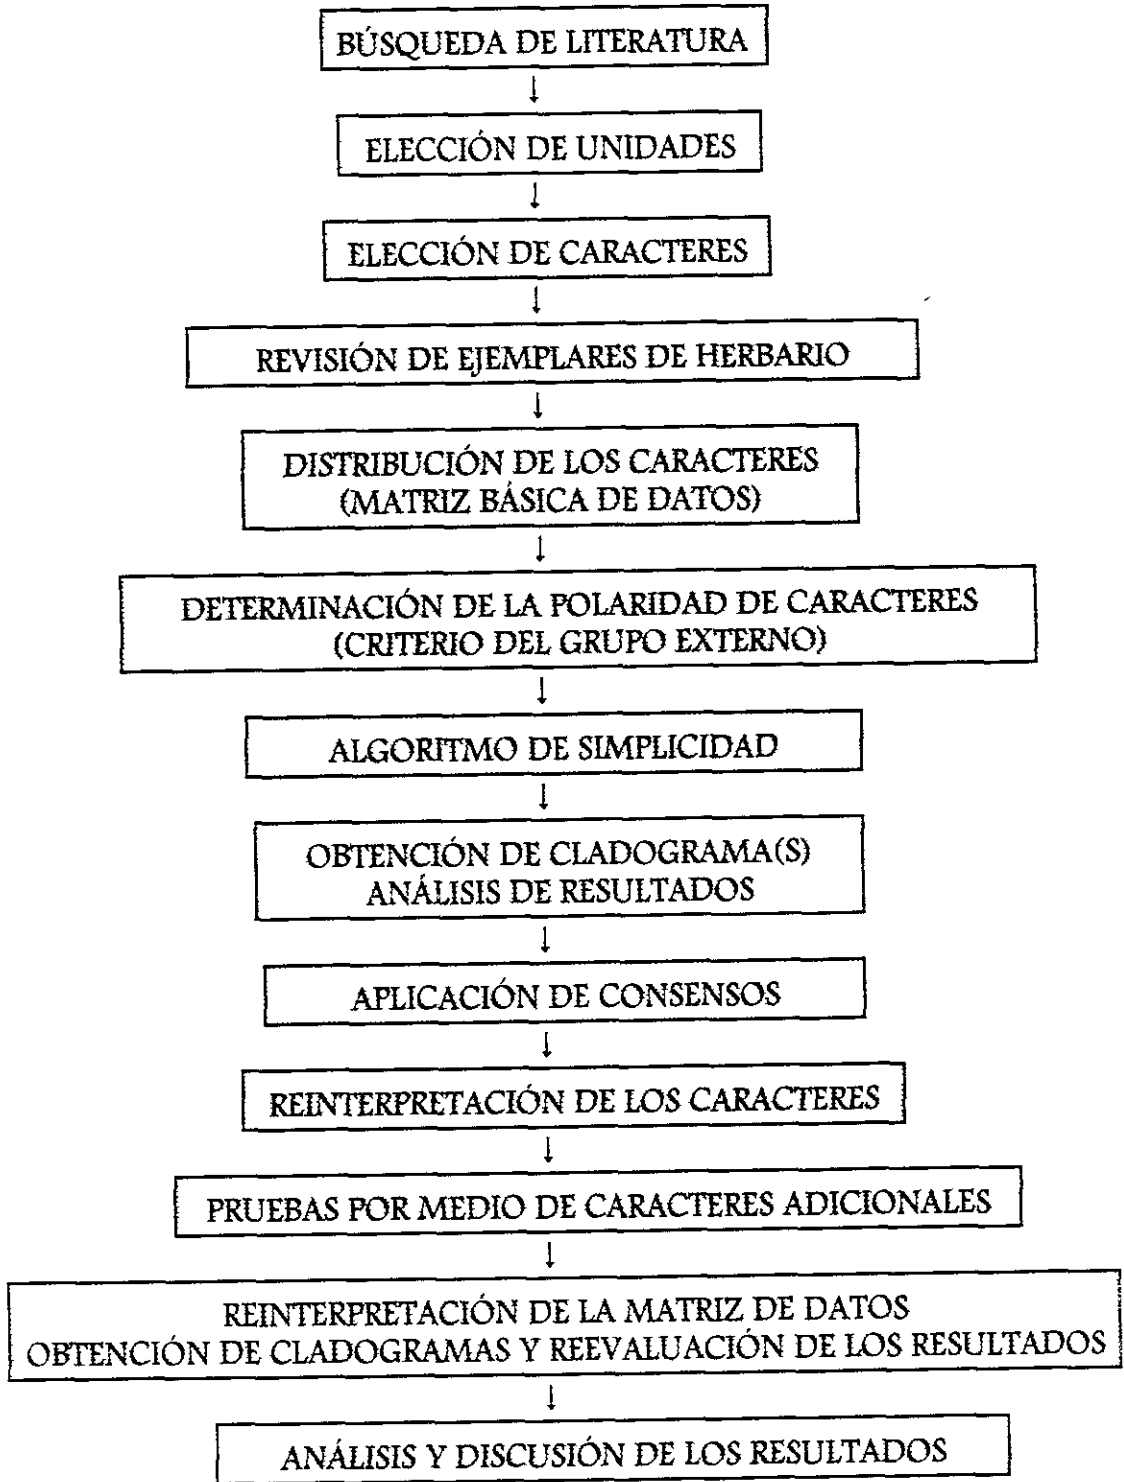 BÚSQUEDA DE LITERATURA
↓
ELECCIÓN DE UNIDADES
↓
ELECCIÓN DE CARACTERES
↓
REVISIÓN DE EJEMPLARES DE HERBARIO
↓
DISTRIBUCIÓN DE LOS CARACTERES
(MATRIZ BÁSICA DE DATOS)
↓
DETERMINACIÓN DE LA POLARIDAD DE CARACTERES
(CRITERIO DEL GRUPO EXTERNO)
↓
ALGORITMO DE SIMPLICIDAD
↓
OBTENCIÓN DE CLADOGRAMA(S)
ANÁLISIS DE RESULTADOS
↓
APLICACIÓN DE CONSENSOS
↓
REINTERPRETACIÓN DE LOS CARACTERES
↓
PRUEBAS POR MEDIO DE CARACTERES ADICIONALES
↓
REINTERPRETACIÓN DE LA MATRIZ DE DATOS
OBTENCIÓN DE CLADOGRAMAS Y REEVALUACIÓN DE LOS RESULTADOS
↓
ANÁLISIS Y DISCUSIÓN DE LOS RESULTADOS